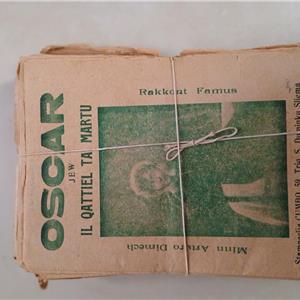 OSCAR
JEW
IL QATTIEL TA' MARTU
Rakkont Famus
Minn Arturo Dimech